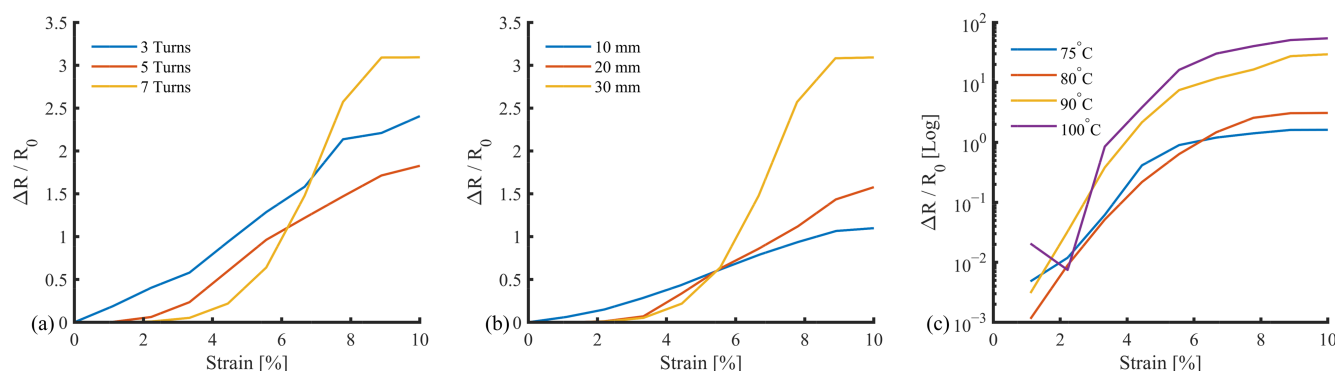 3.5
3
2.5
2
1.5
1
0.5
0
0 2 4 6 8 10
ΔR / R0
Strain [%]
3 Turns
5 Turns
7 Turns
(a)
3.5
3
2.5
2
1.5
1
0.5
0
0 2 4 6 8 10
ΔR / R0
Strain [%]
10 mm
20 mm
30 mm
(b)
10^2
10^1
10^0
10^-1
10^-2
10^-3
0 2 4 6 8 10
ΔR / R0 [Log]
Strain [%]
75°C
80°C
90°C
100°C
(c)